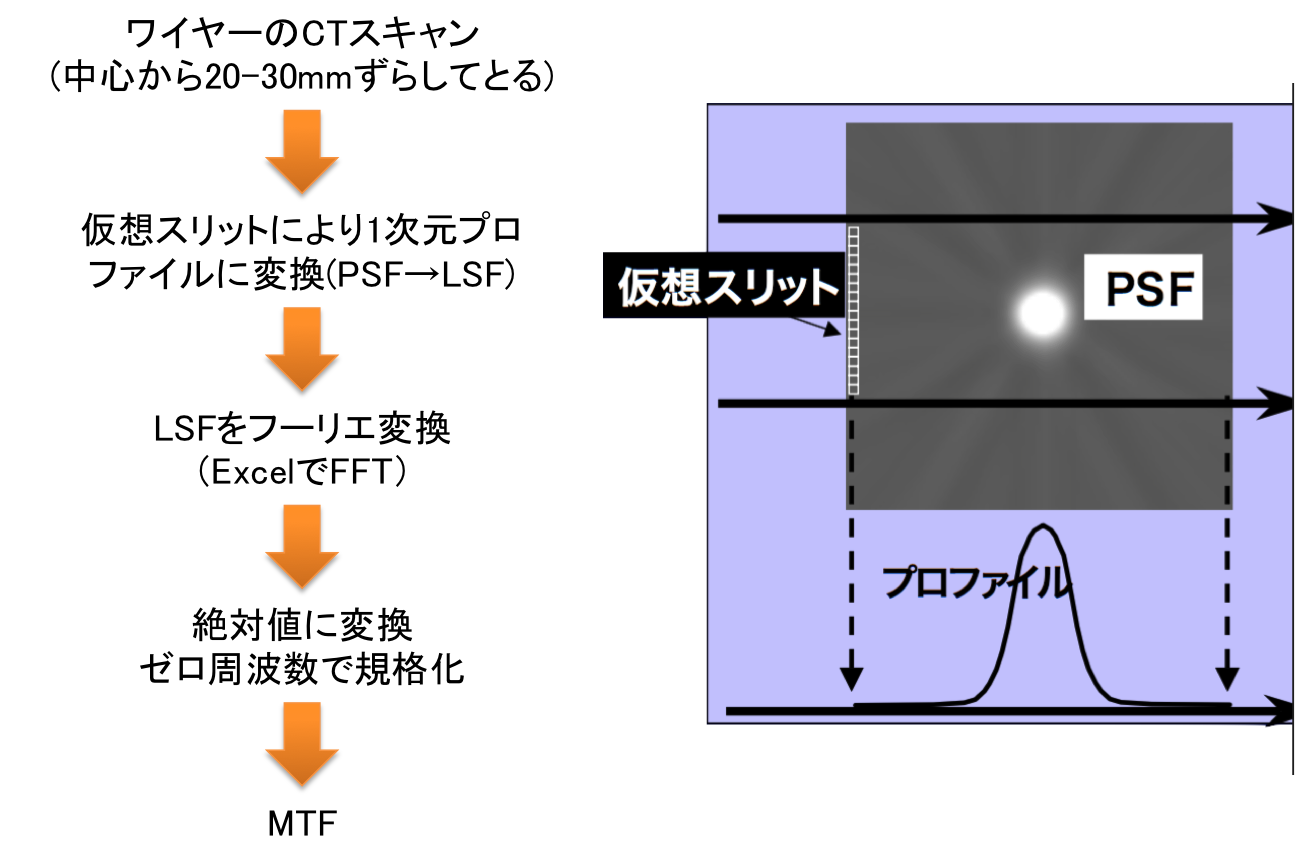 ワイヤーのCTスキャン
(中心から20-30mmずらしてとる)
仮想スリットにより1次元プロ
ファイルに変換(PSF→LSF)
LSFをフーリエ変換
(ExcelでFFT)
絶対値に変換
ゼロ周波数で規格化
MTF
仮想スリット
PSF
プロファイル